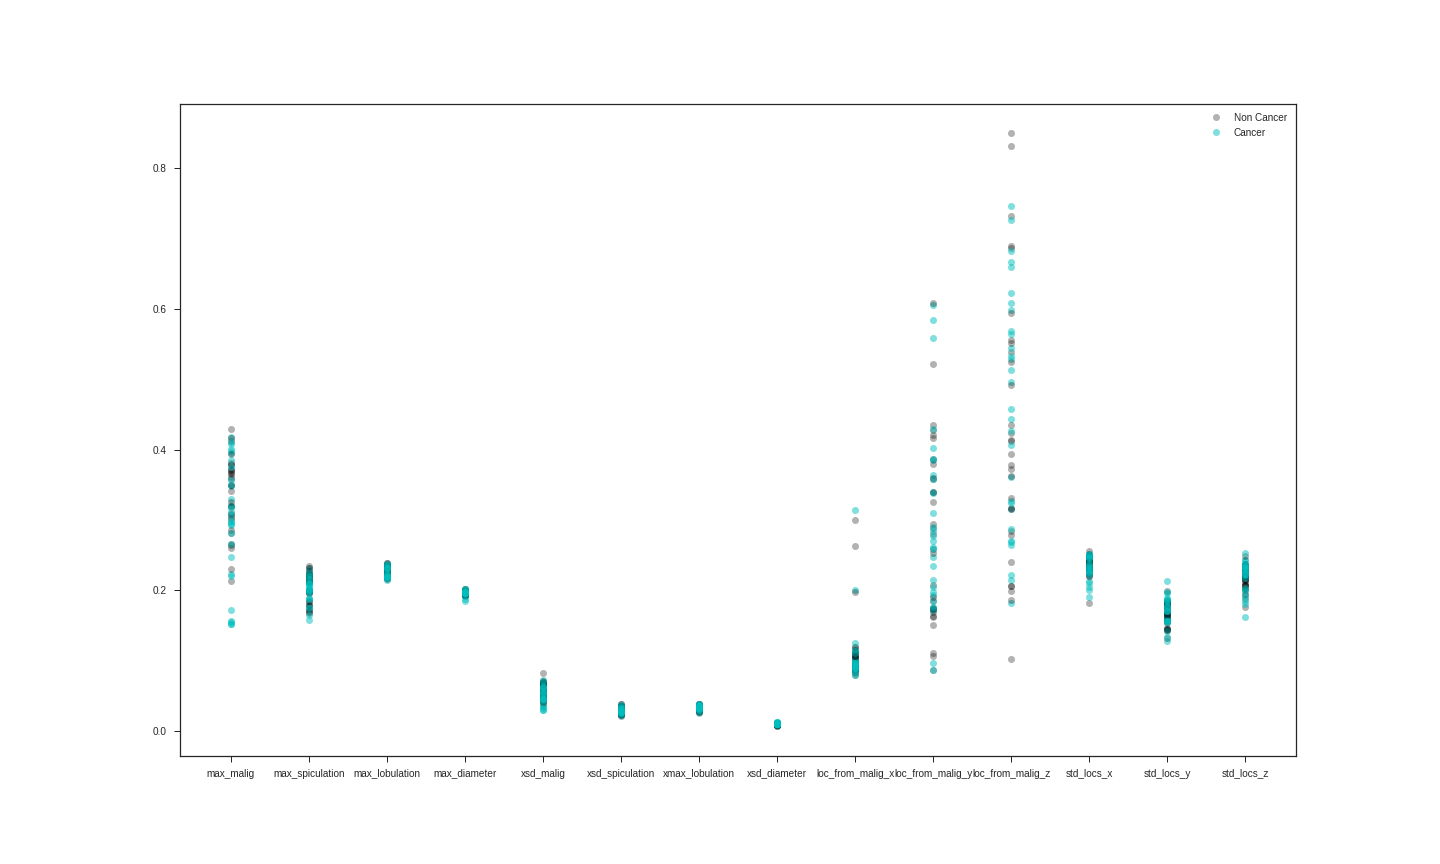 Non Cancer
Cancer
0.8
0.6
0.4
0.2
0.0
max_malig max_spiculation max_lobulation max_diameter xsd_malig xsd_spiculation xmax_lobulation xsd_diameter loc_from_malig_x loc_from_malig_y loc_from_malig_z std_locs_x std_locs_y std_locs_z